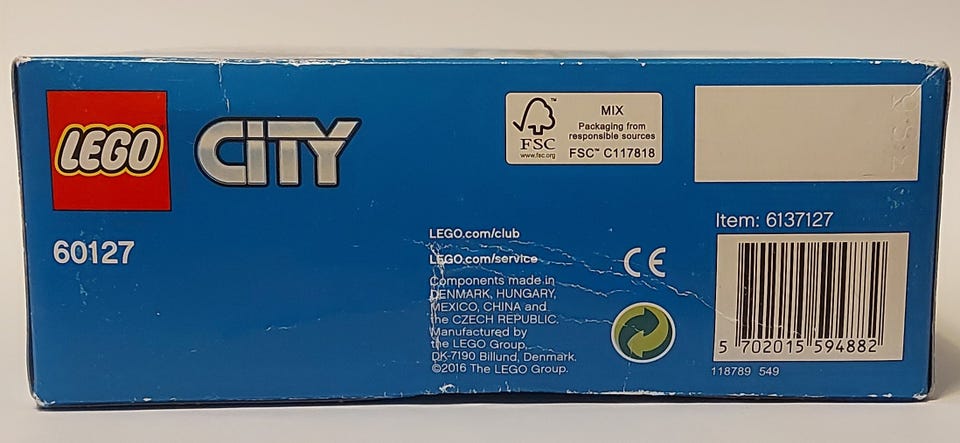 LEGO
CITY
60127
LEGO.com/club
LEGO.com/service
Components made in
DENMARK, HUNGARY,
MEXICO, CHINA and
the CZECH REPUBLIC.
Manufactured by
the LEGO Group,
DK-7190 Billund, Denmark.
©2016 The LEGO Group.
FSC™
www.fsc.org
MIX
Packaging from
responsible sources
FSC™ C117818
CE
Item: 6137127
5 702015 594882
118789 549